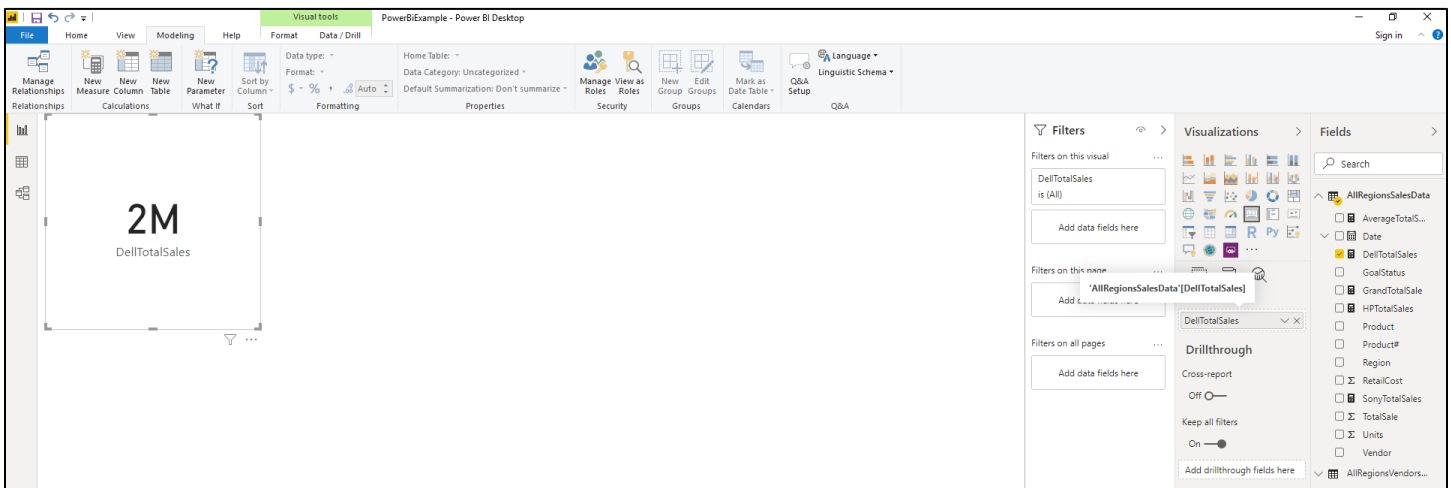 Visual tools
PowerBiExample - Power BI Desktop
File Home View Modeling Help Format Data / Drill
Sign in
Manage Relationships
Relationships
New Measure
New Column
New Table
Calculations
New Parameter
What If
Sort by Column
Sort
Data type:
Format:
$ % , .00 Auto
Formatting
Home Table:
Data Category: Uncategorized
Default Summarization: Don't summarize
Properties
Manage Roles
View as Roles
Security
New Group
Edit Groups
Groups
Mark as Date Table
Calendars
Q&A Setup
Language
Linguistic Schema
Q&A
2M
DellTotalSales
Filters
Filters on this visual
DellTotalSales
is (All)
Add data fields here
Filters on this page
Add
Filters on all pages
Add data fields here
Visualizations
R Py
'AllRegionsSalesData'[DellTotalSales]
DellTotalSales
Drillthrough
Cross-report
Off
Keep all filters
On
Add drillthrough fields here
Fields
Search
AllRegionsSalesData
AverageTotalS...
Date
DellTotalSales
GoalStatus
GrandTotalSale
HPTotalSales
Product
Product#
Region
Σ RetailCost
SonyTotalSales
Σ TotalSale
Σ Units
Vendor
AllRegionsVendors...